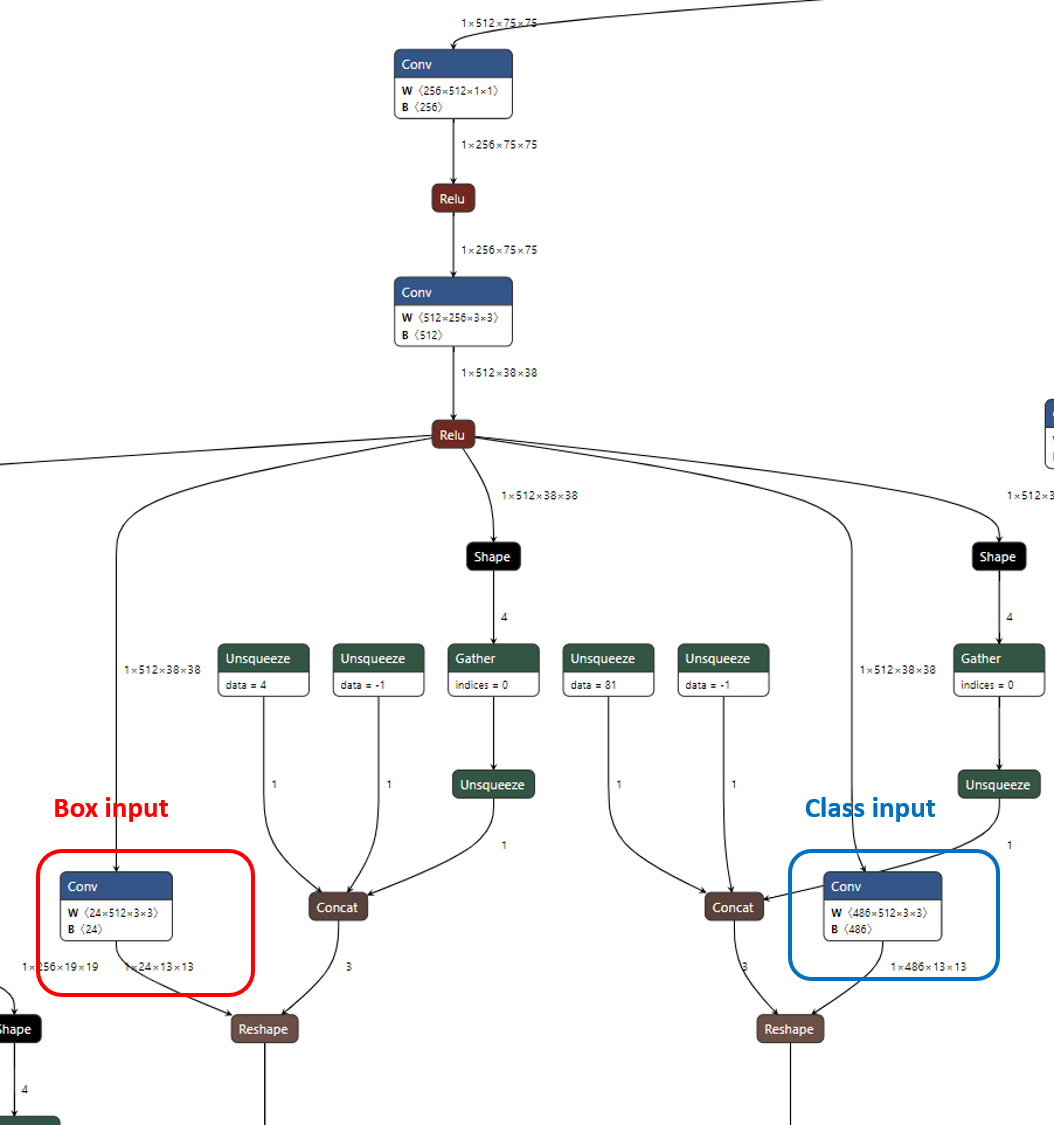 1×512×75×75
Conv
W ⟨256×512×1×1⟩
B ⟨256⟩
1×256×75×75
Relu
1×256×75×75
Conv
W ⟨512×256×3×3⟩
B ⟨512⟩
1×512×38×38
Relu
1×512×38×38
1×512×3
Shape
Shape
4
4
Unsqueeze
data = 4
Unsqueeze
data = -1
Gather
indices = 0
Unsqueeze
data = 81
Unsqueeze
data = -1
Gather
indices = 0
1×512×38×38
1×512×38×38
1
1
Unsqueeze
1
1
Unsqueeze
Box input
Class input
1
1
Conv
W ⟨24×512×3×3⟩
B ⟨24⟩
Concat
Concat
Conv
W ⟨486×512×3×3⟩
B ⟨486⟩
1×256×19×19
1×24×13×13
3
3
1×486×13×13
Shape
Reshape
Reshape
4